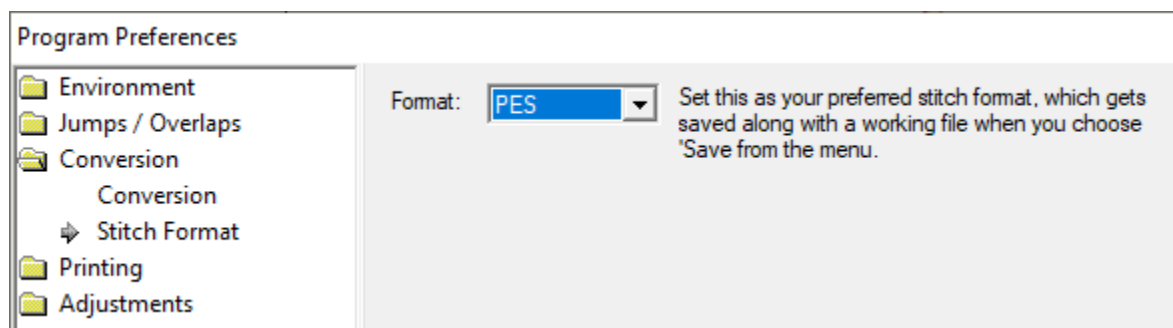 Program Preferences
Environment
Jumps / Overlaps
Conversion
Conversion
Stitch Format
Printing
Adjustments
Format:
PES
Set this as your preferred stitch format, which gets
saved along with a working file when you choose
'Save from the menu.